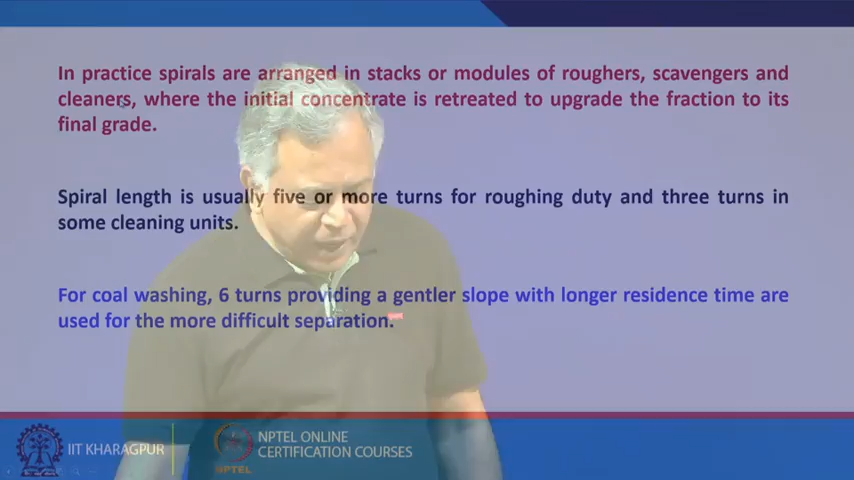 In practice spirals are arranged in stacks or modules of roughers, scavengers and
cleaners, where the initial concentrate is retreated to upgrade the fraction to its
final grade.
Spiral length is usually five or more turns for roughing duty and three turns in
some cleaning units.
For coal washing, 6 turns providing a gentler slope with longer residence time are
used for the more difficult separation.
IIT KHARAGPUR
NPTEL
NPTEL ONLINE
CERTIFICATION COURSES